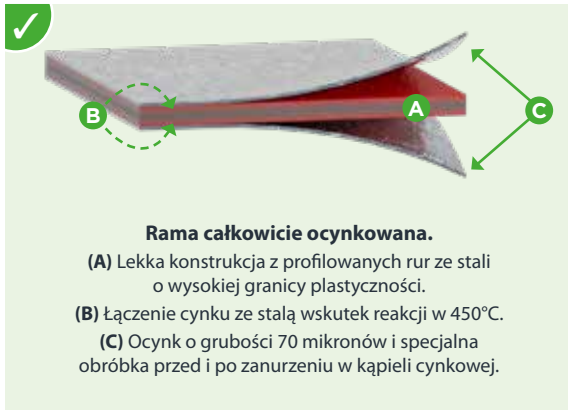 B
A
C
Rama całkowicie ocynkowana.
(A) Lekka konstrukcja z profilowanych rur ze stali
o wysokiej granicy plastyczności.
(B) Łączenie cynku ze stalą wskutek reakcji w 450°C.
(C) Ocynk o grubości 70 mikronów i specjalna
obróbka przed i po zanurzeniu w kąpieli cynkowej.